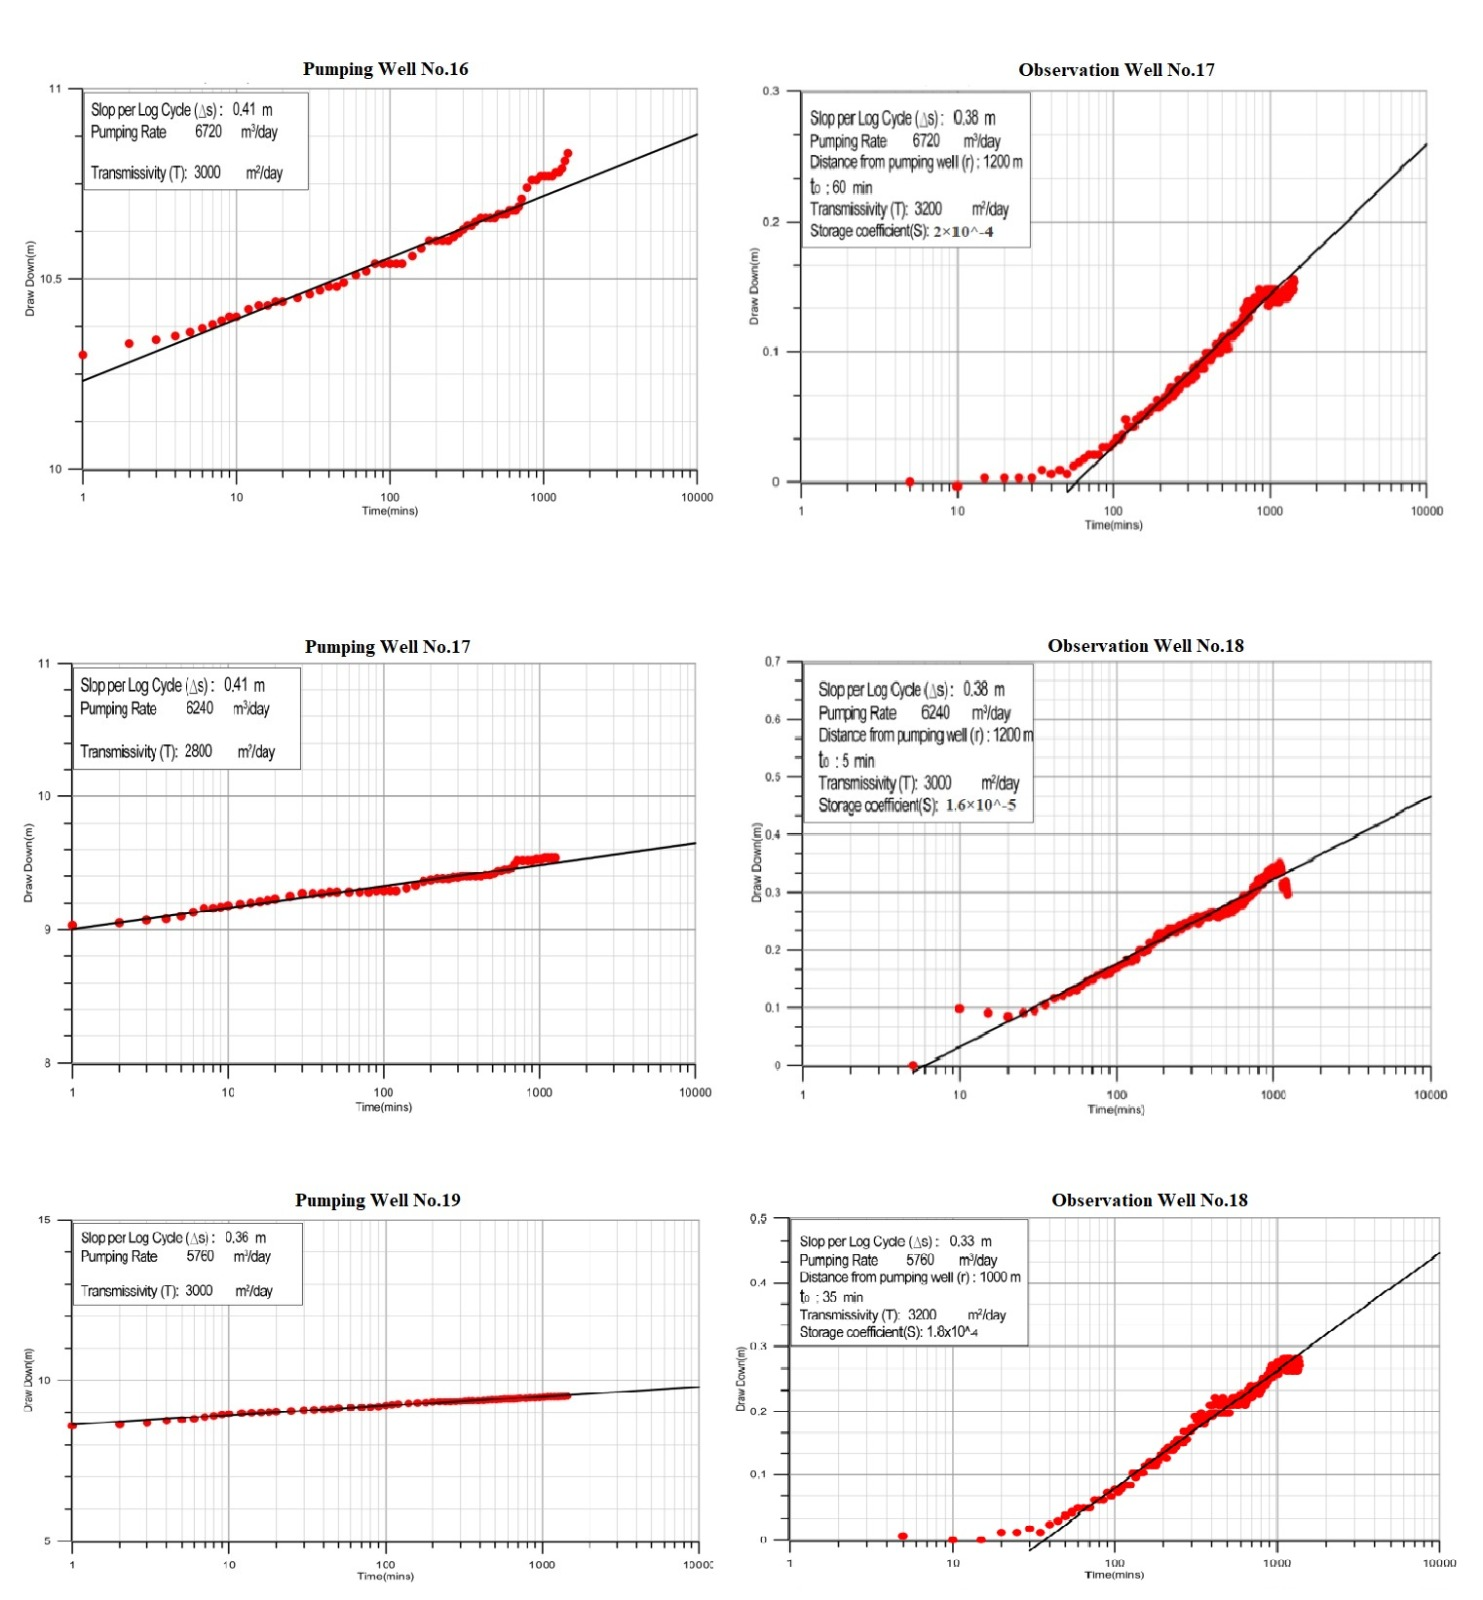 Pumping Well No.16
11
Slop per Log Cycle (△s) : 0.41 m
Pumping Rate 6720 m³/day
Transmissivity (T): 3000 m²/day
Draw Down(m)
10.5
10
1 10 100 1000 10000
Time(mins)
Observation Well No.17
0.3
Slop per Log Cycle (△s) : 0.38 m
Pumping Rate 6720 m³/day
Distance from pumping well (r) : 1200 m
t₀ : 60 min
Transmissivity (T): 3200 m²/day
Storage coefficient(S): 2×10^-4
0.2
Draw Down(m)
0.1
0
1 10 100 1000 10000
Time(mins)
Pumping Well No.17
11
Slop per Log Cycle (△s) : 0.41 m
Pumping Rate 6240 m³/day
Transmissivity (T): 2800 m²/day
10
Draw Down(m)
9
8
1 10 100 1000 10000
Time(mins)
Observation Well No.18
0.7
Slop per Log Cycle (△s) : 0.38 m
Pumping Rate 6240 m³/day
Distance from pumping well (r) : 1200 m
t₀ : 5 min
Transmissivity (T): 3000 m²/day
Storage coefficient(S): 1.6×10^-5
0.6
0.5
0.4
Draw Down(m)
0.3
0.2
0.1
0
1 10 100 1000 10000
Time(mins)
Pumping Well No.19
15
Slop per Log Cycle (△s) : 0.36 m
Pumping Rate 5760 m³/day
Transmissivity (T): 3000 m²/day
Draw Down(m)
10
5
1 10 100 1000 10000
Time(mins)
Observation Well No.18
0.5
Slop per Log Cycle (△s) : 0.33 m
Pumping Rate 5760 m³/day
Distance from pumping well (r) : 1000 m
t₀ : 35 min
Transmissivity (T): 3200 m²/day
Storage coefficient(S): 1.8x10^-4
0.4
0.3
Draw Down(m)
0.2
0.1
0
1 10 100 1000 10000
Time(mins)